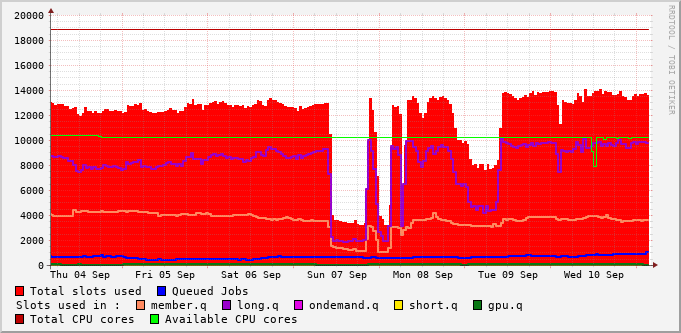 20000
18000
16000
14000
12000
10000
8000
6000
4000
2000
0
Thu 04 Sep Fri 05 Sep Sat 06 Sep Sun 07 Sep Mon 08 Sep Tue 09 Sep Wed 10 Sep
RRDTOOL / TOBI OETIKER
Total slots used Queued Jobs
Slots used in : member.q long.q ondemand.q short.q gpu.q
Total CPU cores Available CPU cores